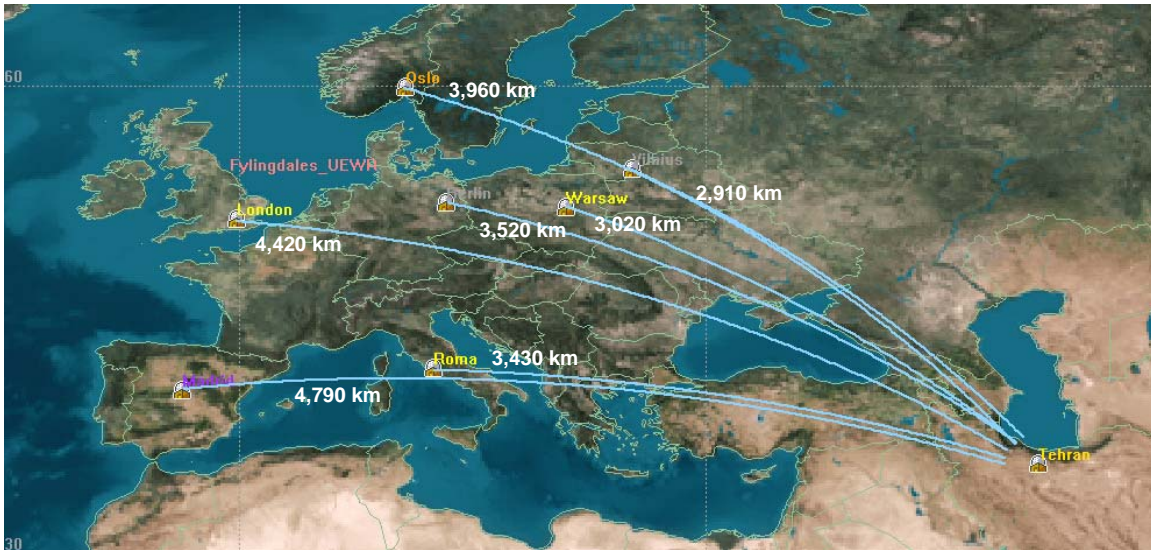 60
Oslo
3,960 km
Fylingdales_UEWR
Vilnius
2,910 km
Berlin
Warsaw
London
3,520 km
3,020 km
4,420 km
Roma
3,430 km
Madrid
4,790 km
Tehran
30